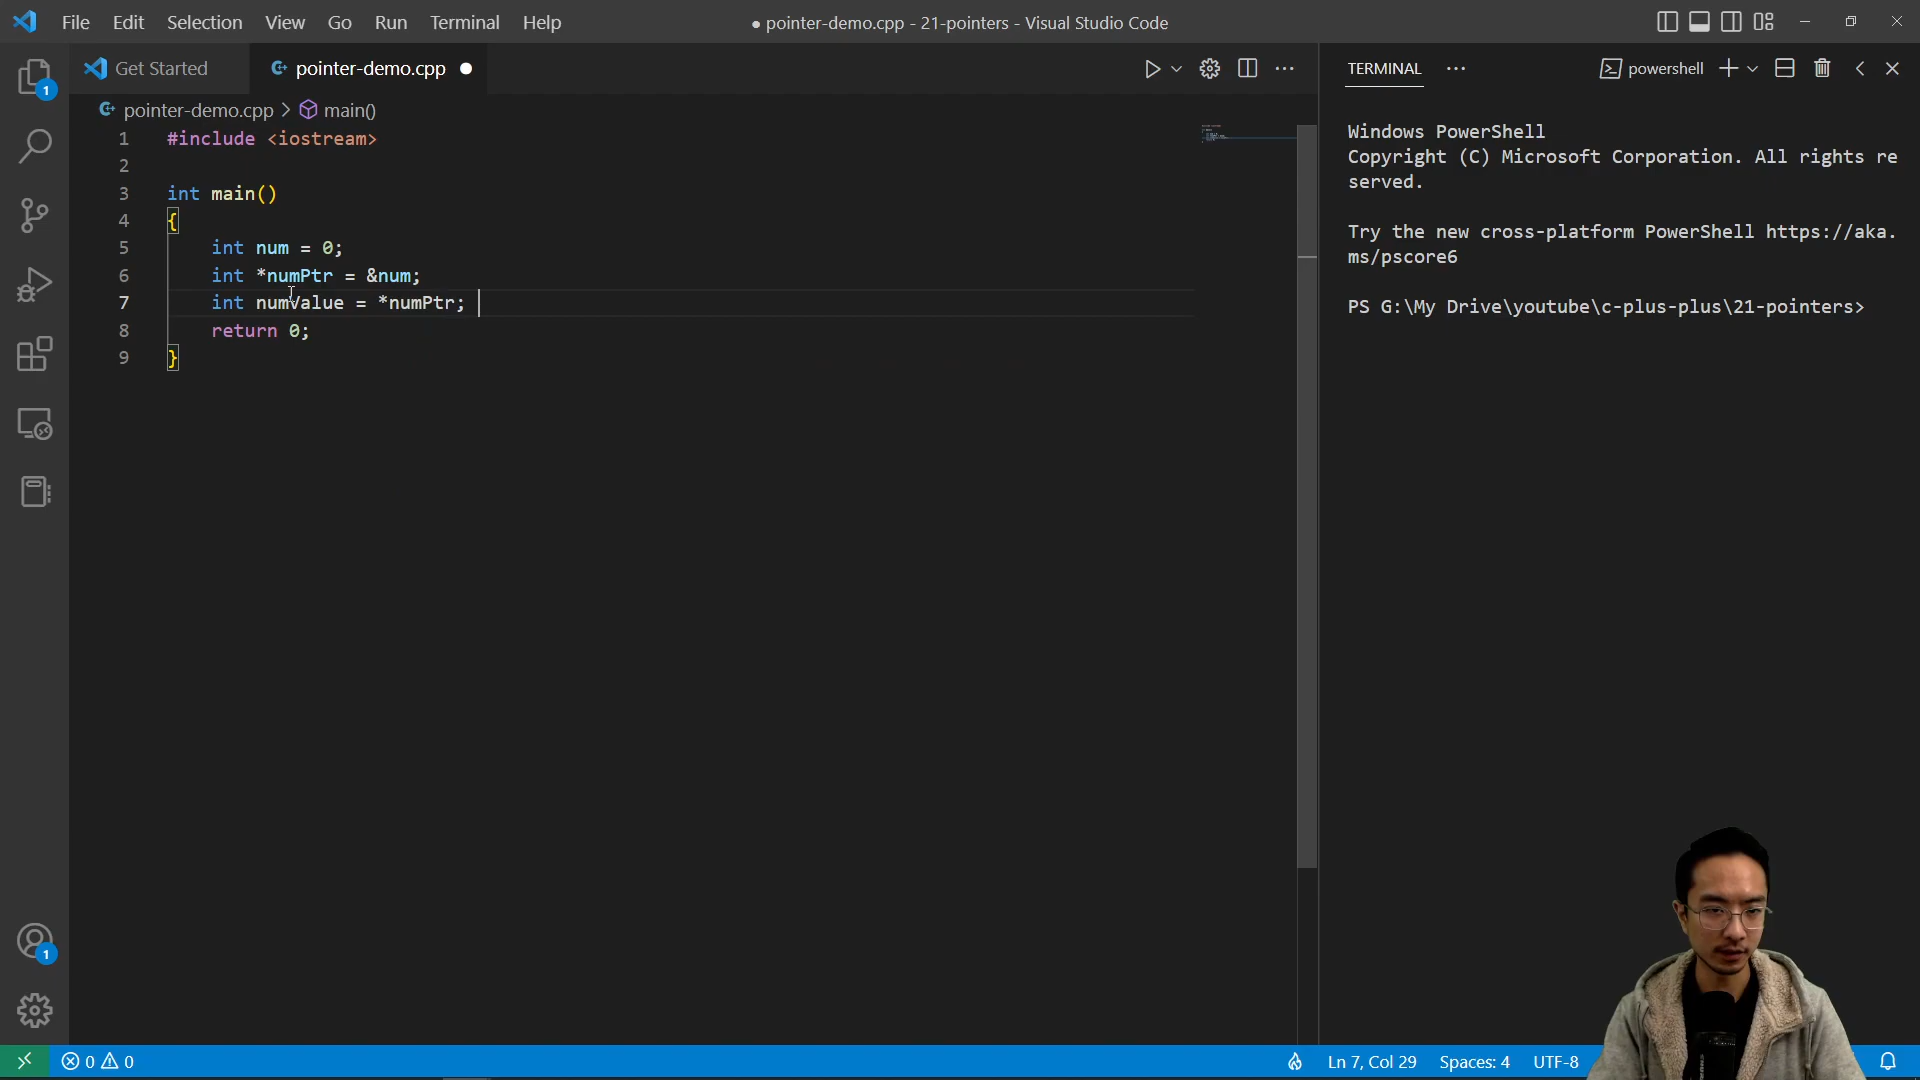 File Edit Selection View Go Run Terminal Help
● pointer-demo.cpp - 21-pointers - Visual Studio Code
Get Started
pointer-demo.cpp
pointer-demo.cpp > main()
1 #include <iostream>
2
3 int main()
4 {
5 int num = 0;
6 int *numPtr = &num;
7 int numValue = *numPtr;
8 return 0;
9 }
TERMINAL
powershell
Windows PowerShell
Copyright (C) Microsoft Corporation. All rights re
served.
Try the new cross-platform PowerShell https://aka.
ms/pscore6
PS G:\My Drive\youtube\c-plus-plus\21-pointers>
1
1
0 0
Ln 7, Col 29
Spaces: 4
UTF-8